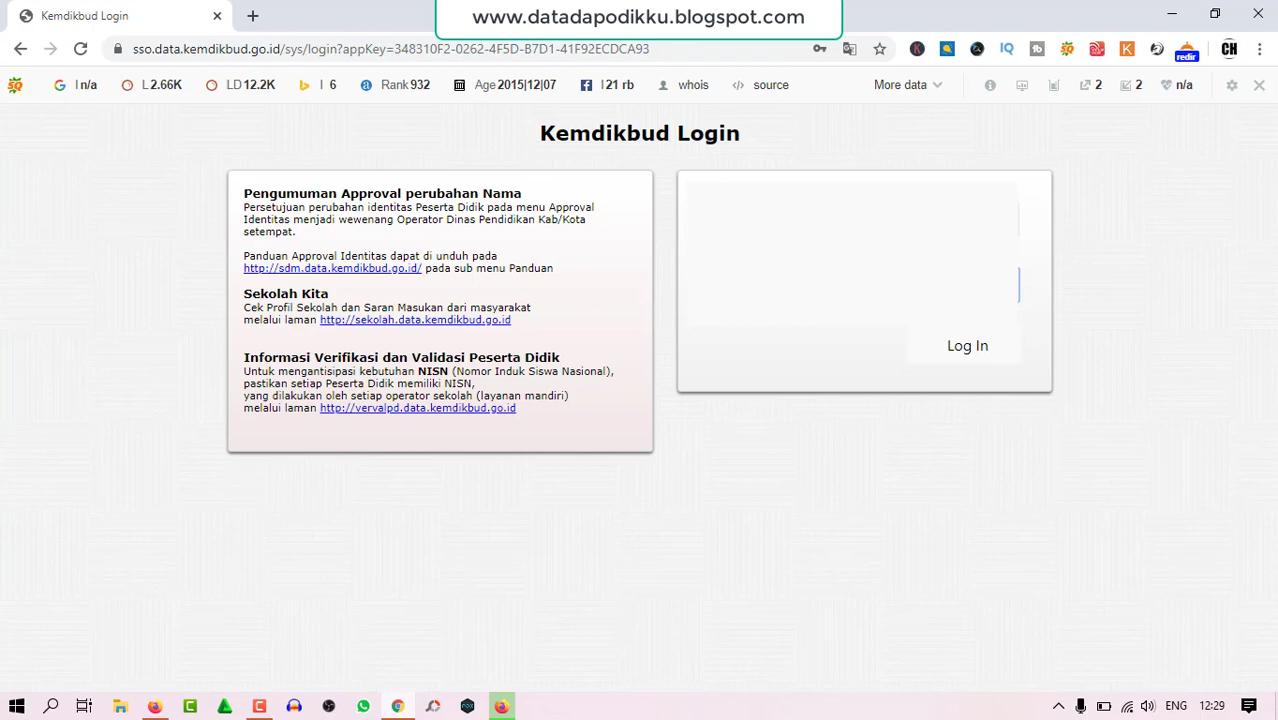 www.datadapodikku.blogspot.com
Kemdikbud Login
sso.data.kemdikbud.go.id/sys/login?appKey=348310F2-0262-4F5D-B7D1-41F92ECDCA93
IQ
redir
CH
I n/a
L 2.66K
LD 12.2K
I 6
Rank 932
Age 2015|12|07
I 21 rb
whois
source
More data
2
2
n/a
Kemdikbud Login
Pengumuman Approval perubahan Nama
Persetujuan perubahan identitas Peserta Didik pada menu Approval
Identitas menjadi wewenang Operator Dinas Pendidikan Kab/Kota
setempat.
Panduan Approval Identitas dapat di unduh pada
http://sdm.data.kemdikbud.go.id/ pada sub menu Panduan
Sekolah Kita
Cek Profil Sekolah dan Saran Masukan dari masyarakat
melalui laman http://sekolah.data.kemdikbud.go.id
Informasi Verifikasi dan Validasi Peserta Didik
Untuk mengantisipasi kebutuhan NISN (Nomor Induk Siswa Nasional),
pastikan setiap Peserta Didik memiliki NISN,
yang dilakukan oleh setiap operator sekolah (layanan mandiri)
melalui laman http://vervalpd.data.kemdikbud.go.id
Log In
ENG
12:29